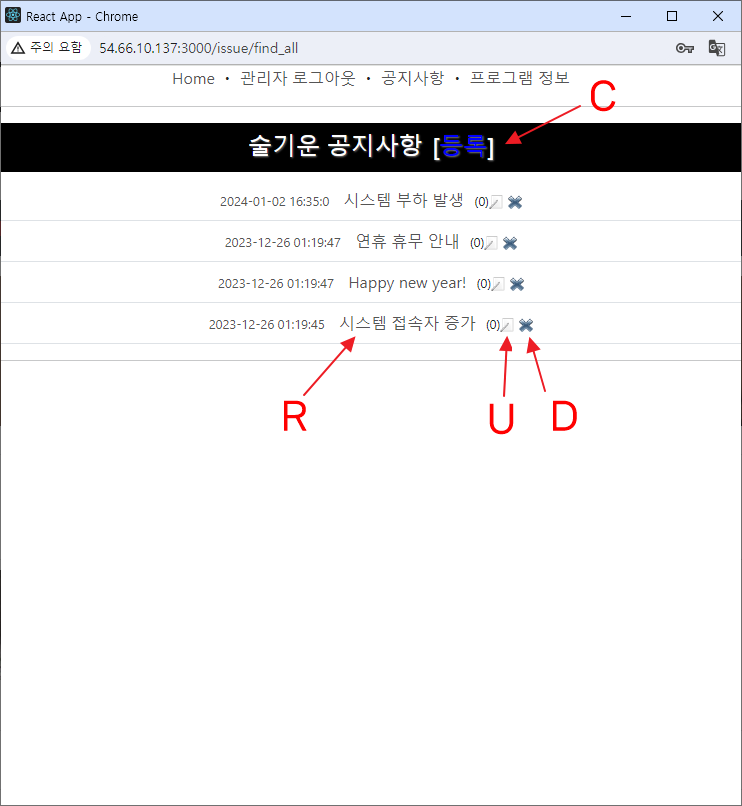 React App - Chrome
주의 요함 54.66.10.137:3000/issue/find_all
Home • 관리자 로그아웃 • 공지사항 • 프로그램 정보
C
술기운 공지사항 [등록]
2024-01-02 16:35:0 시스템 부하 발생 (0)
2023-12-26 01:19:47 연휴 휴무 안내 (0)
2023-12-26 01:19:47 Happy new year! (0)
2023-12-26 01:19:45 시스템 접속자 증가 (0)
R U D